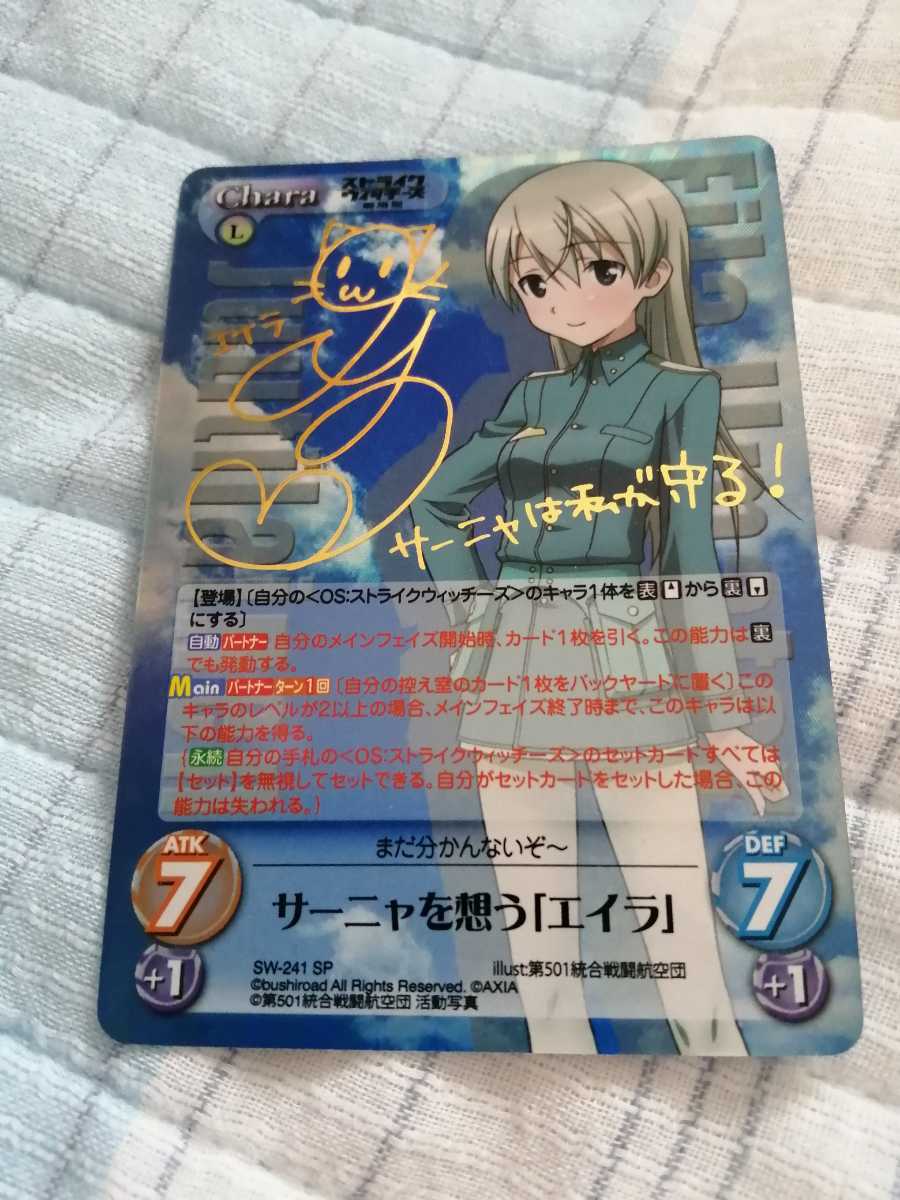 Chara
ストライク
ウィッチーズ
劇場版
L
エイラ
サーニャは私が守る!
【登場】〔自分の<OS:ストライクウィッチーズ>のキャラ1体を表から裏
にする〕
自動 パートナー 自分のメインフェイズ開始時、カード1枚を引く。この能力は裏
でも発動する。
Main パートナー ターン1回〔自分の控え室のカード1枚をバックヤードに置く〕この
キャラのレベルが2以上の場合、メインフェイズ終了時まで、このキャラは以
下の能力を得る。
{永続 自分の手札の<OS:ストライクウィッチーズ>のセットカードすべては
【セット】を無視してセットできる。自分がセットカードをセットした場合、この
能力は失われる。}
ATK
7
+1
まだ分かんないぞ～
サーニャを想う「エイラ」
DEF
7
+1
SW-241 SP
illust:第501統合戦闘航空団
©bushiroad All Rights Reserved. ©AXIA
©第501統合戦闘航空団 活動写真